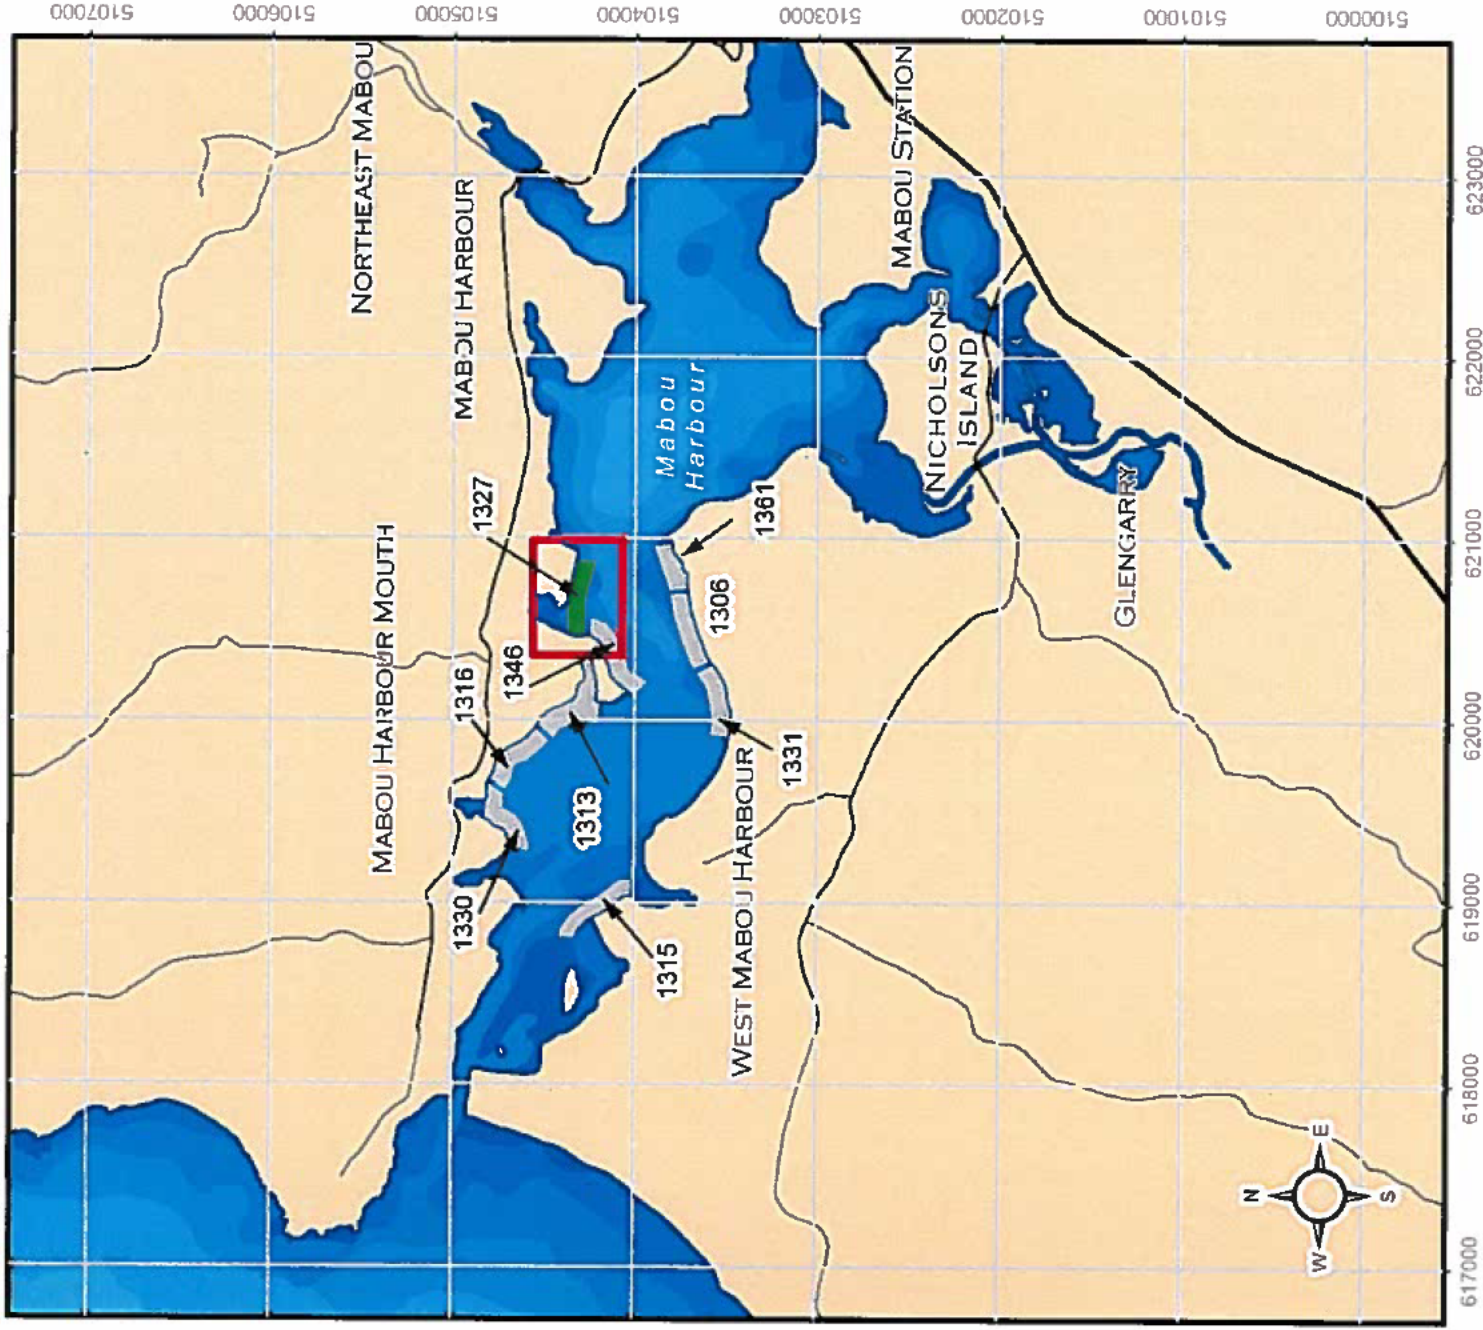 5107000
5106000
5105000
5104000
5103000
5102000
5101000
5100000
NORTHEAST MABOU
MABOU STATION
MABOU HARBOUR
NICHOLSONS
ISLAND
Mabou
Harbour
GLENGARRY
MABOU HARBOUR MOUTH
1327
1361
1306
1346
1316
1331
1313
1330
1315
WEST MABOU HARBOUR
N
E
S
W
623000
622000
621000
620000
619000
618000
617000